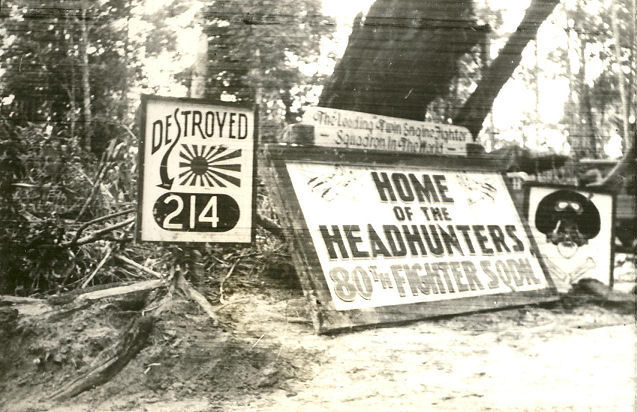 DESTROYED
214
The Leading Twin Engine Fighter
Squadron In The World
HOME
OF THE
HEADHUNTERS
80TH FIGHTER SQDN